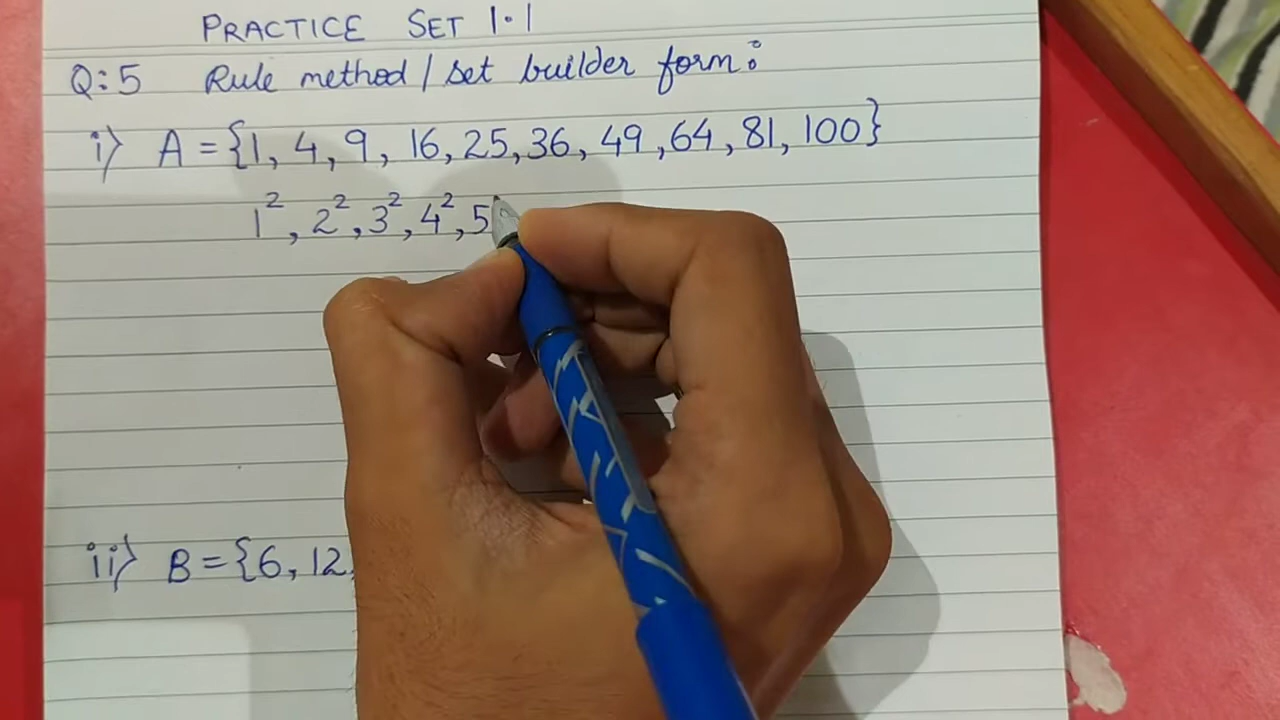 PRACTICE SET 1.1
Q:5 Rule method / set builder form:
i) A = {1, 4, 9, 16, 25, 36, 49, 64, 81, 100}
1², 2², 3², 4², 5
ii) B = {6, 12,